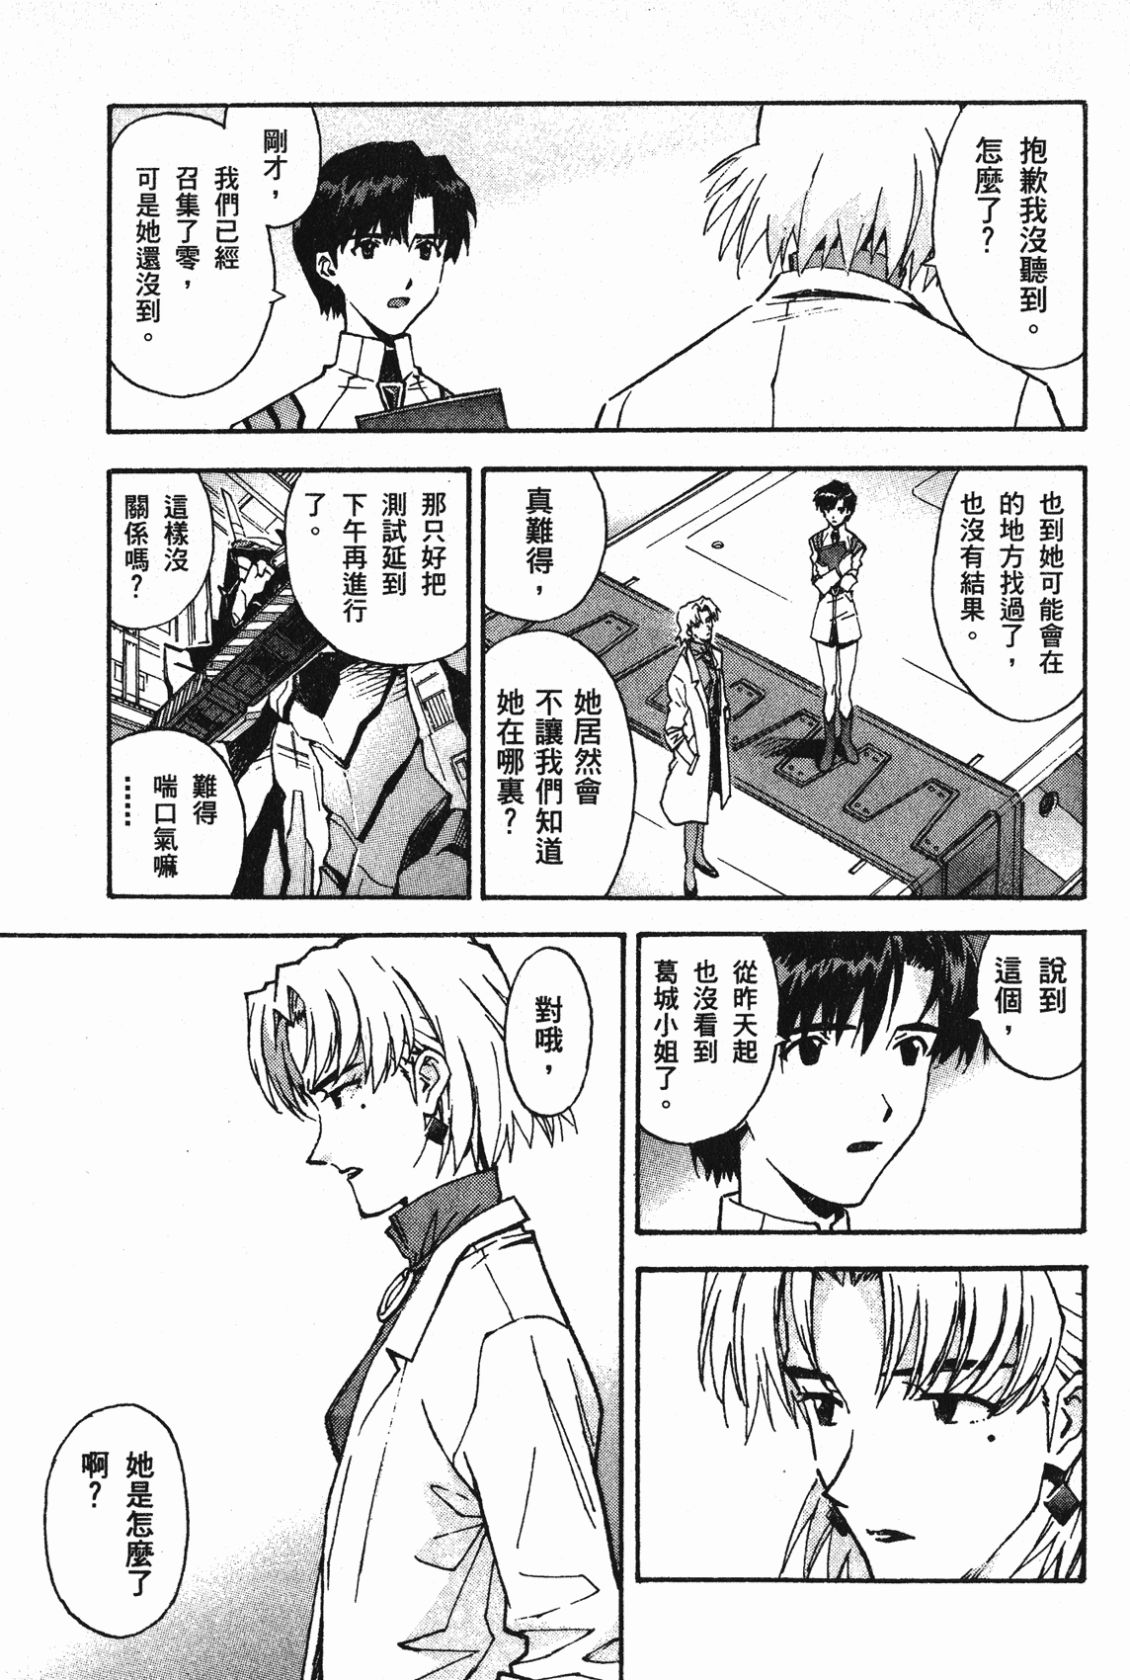 抱歉我沒聽到。
怎麼了？
剛才，
我們已經
召集了零，
可是她還沒到。
也到她可能會在
的地方找過了，
也沒有結果。
真難得，
她居然會
不讓我們知道
她在哪裏？
那只好把
測試延到
下午再進行
了。
這樣沒
關係嗎？
難得
喘口氣嘛
……
說到
這個，
從昨天起
也沒看到
葛城小姐了。
對哦，
她是怎麼了
啊？